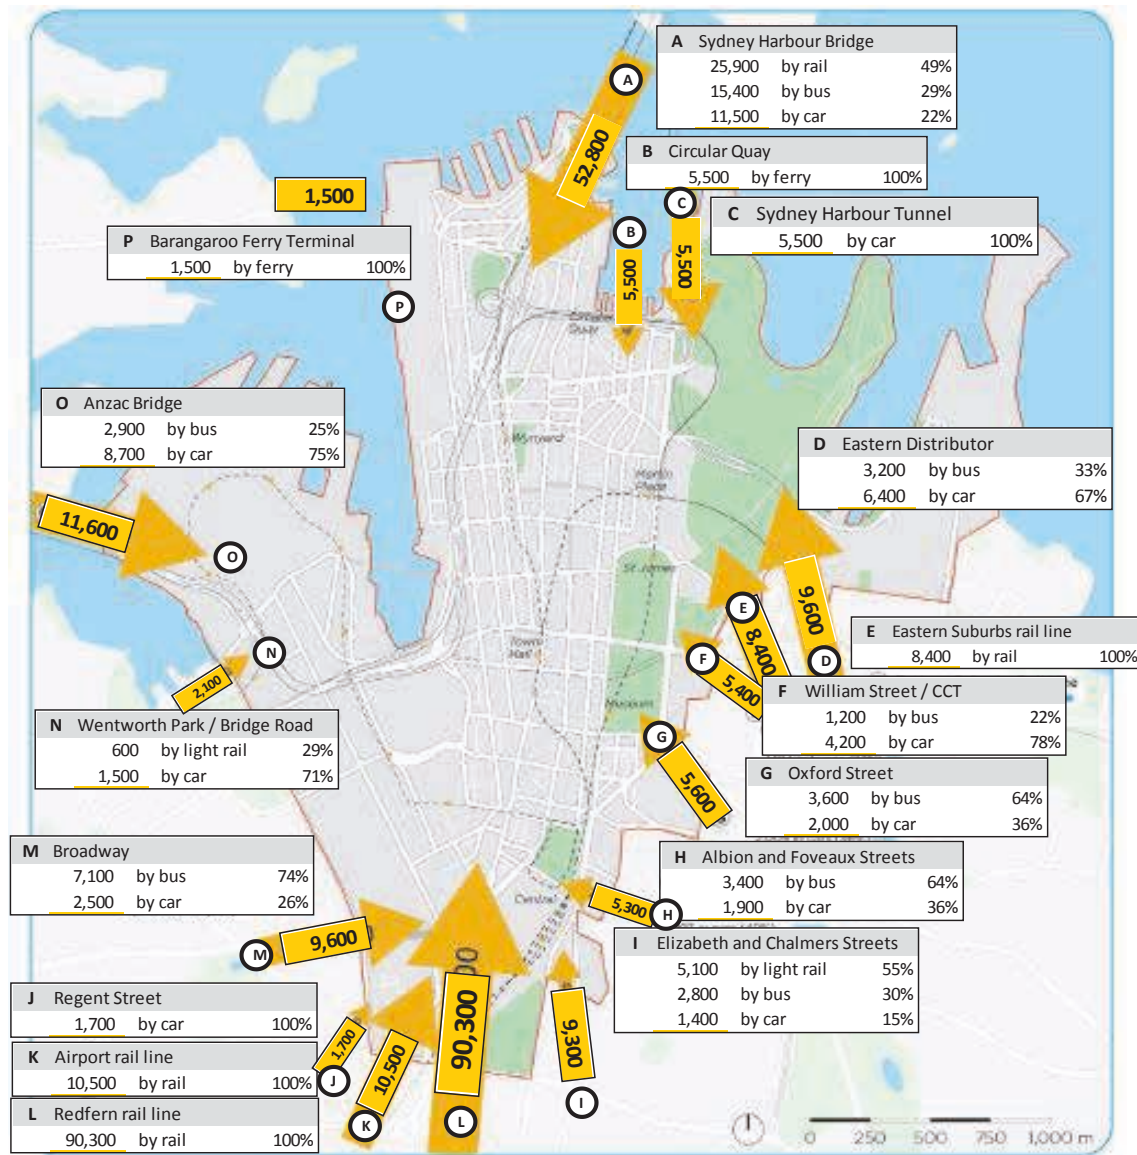 A Sydney Harbour Bridge
25,900 by rail 49%
15,400 by bus 29%
11,500 by car 22%
A
52,800
B Circular Quay
5,500 by ferry 100%
1,500
C
C Sydney Harbour Tunnel
5,500 by car 100%
P Barangaroo Ferry Terminal
1,500 by ferry 100%
B
5,500
5,500
P
Quay
O Anzac Bridge
2,900 by bus 25%
8,700 by car 75%
Wynyard
D Eastern Distributor
3,200 by bus 33%
6,400 by car 67%
Martin
Place
11,600
O
St James
E
9,600
8,400
D
E Eastern Suburbs rail line
8,400 by rail 100%
N
2,100
Town
Hall
F
5,400
Museum
F William Street / CCT
1,200 by bus 22%
4,200 by car 78%
N Wentworth Park / Bridge Road
600 by light rail 29%
1,500 by car 71%
G
5,600
G Oxford Street
3,600 by bus 64%
2,000 by car 36%
M Broadway
7,100 by bus 74%
2,500 by car 26%
H Albion and Foveaux Streets
3,400 by bus 64%
1,900 by car 36%
Central
5,300
H
M
9,600
I Elizabeth and Chalmers Streets
5,100 by light rail 55%
2,800 by bus 30%
1,400 by car 15%
J Regent Street
1,700 by car 100%
1,700
J
10,500
K
90,300
L
9,300
I
K Airport rail line
10,500 by rail 100%
L Redfern rail line
90,300 by rail 100%
0 250 500 750 1,000 m